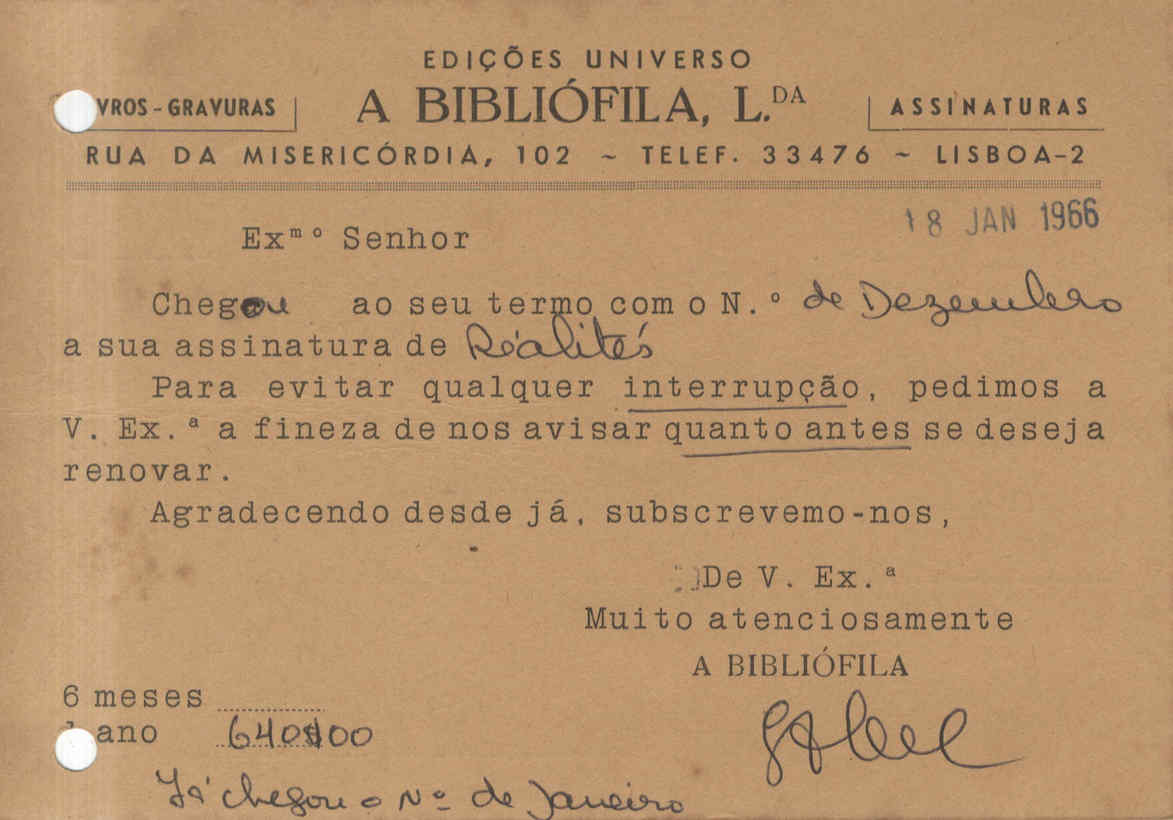 EDIÇÕES UNIVERSO
VROS-GRAVURAS A BIBLIÓFILA, L.DA ASSINATURAS
RUA DA MISERICÓRDIA, 102 ~ TELEF. 33476 ~ LISBOA-2
18 JAN 1966
Exmº Senhor
Chegou ao seu termo com o N.º de Dezembro
a sua assinatura de Réalités
Para evitar qualquer interrupção, pedimos a
V. Ex.ª a fineza de nos avisar quanto antes se deseja
renovar.
Agradecendo desde já, subscrevemo-nos,
De V. Ex.ª
Muito atenciosamente
A BIBLIÓFILA
6 meses
ano 640$00
Já chegou o Nº de Janeiro